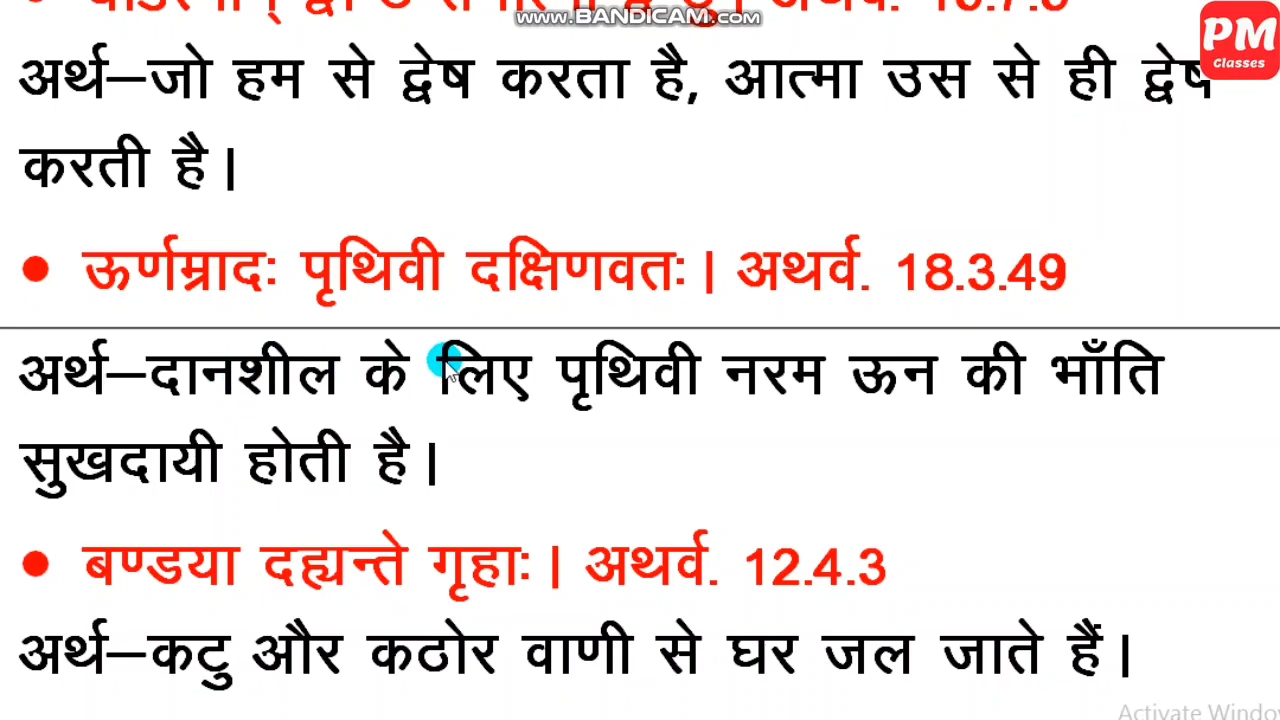 www.BANDICAM.com
PM
Classes
अर्थ–जो हम से द्वेष करता है, आत्मा उस से ही द्वेष
करती है।
• ऊर्णम्रादः पृथिवी दक्षिणवतः। अथर्व. 18.3.49
अर्थ–दानशील के लिए पृथिवी नरम ऊन की भाँति
सुखदायी होती है।
• बण्डया दह्यन्ते गृहाः। अथर्व. 12.4.3
अर्थ–कटु और कठोर वाणी से घर जल जाते हैं।
Activate Windo